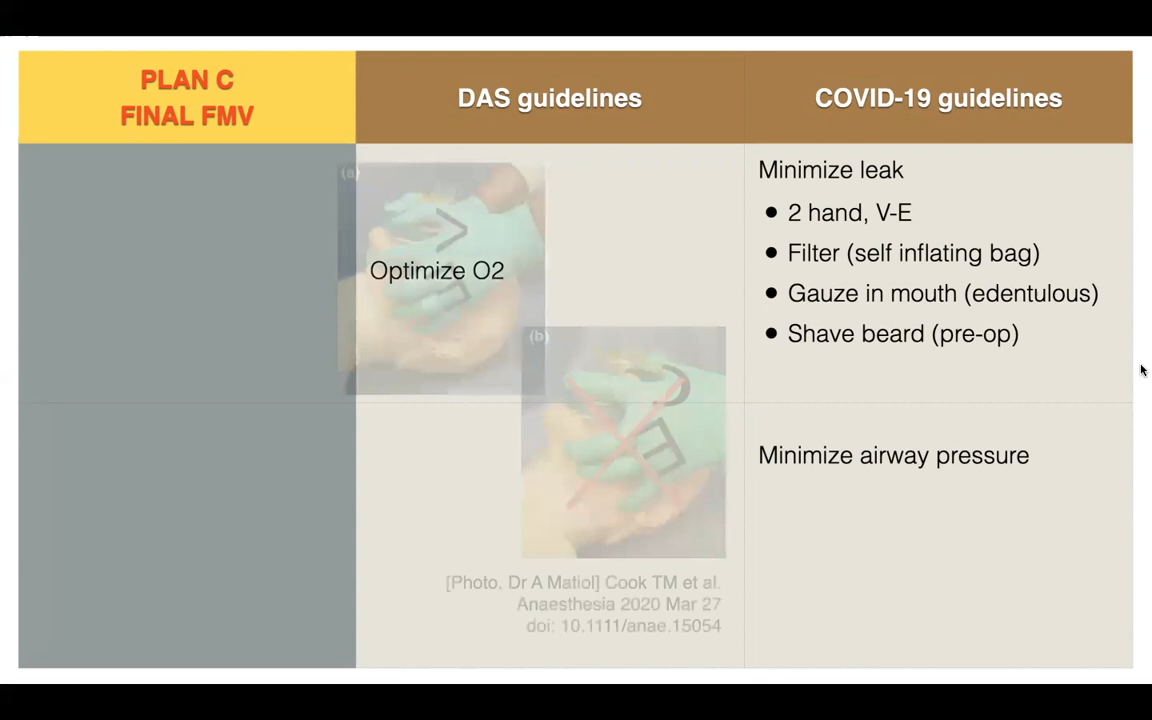 PLAN C
FINAL FMV
DAS guidelines
COVID-19 guidelines
(a)
V
E
Optimize O2
(b)
C
E
[Photo. Dr A Matiol] Cook TM et al.
Anaesthesia 2020 Mar 27
doi: 10.1111/anae.15054
Minimize leak
● 2 hand, V-E
● Filter (self inflating bag)
● Gauze in mouth (edentulous)
● Shave beard (pre-op)
Minimize airway pressure